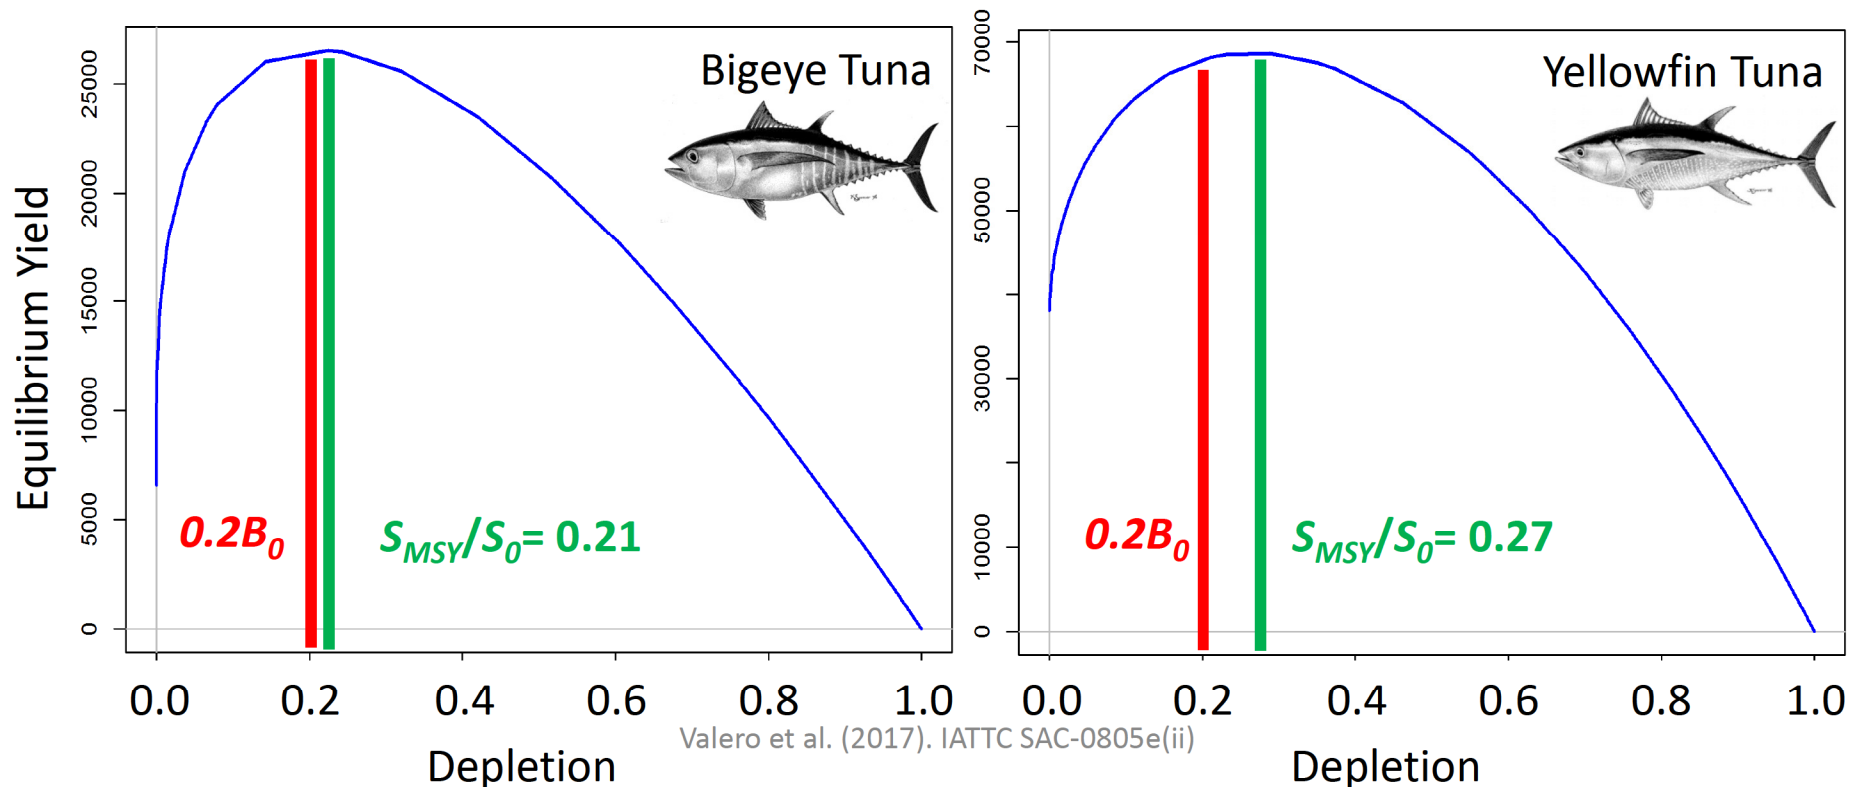 Bigeye Tuna
Equilibrium Yield
25000
20000
15000
10000
5000
0
0.2B0
SMSY/S0= 0.21
0.0 0.2 0.4 0.6 0.8 1.0
Depletion
Yellowfin Tuna
70000
50000
30000
10000
0
0.2B0
SMSY/S0= 0.27
0.0 0.2 0.4 0.6 0.8 1.0
Depletion
Valero et al. (2017). IATTC SAC-0805e(ii)